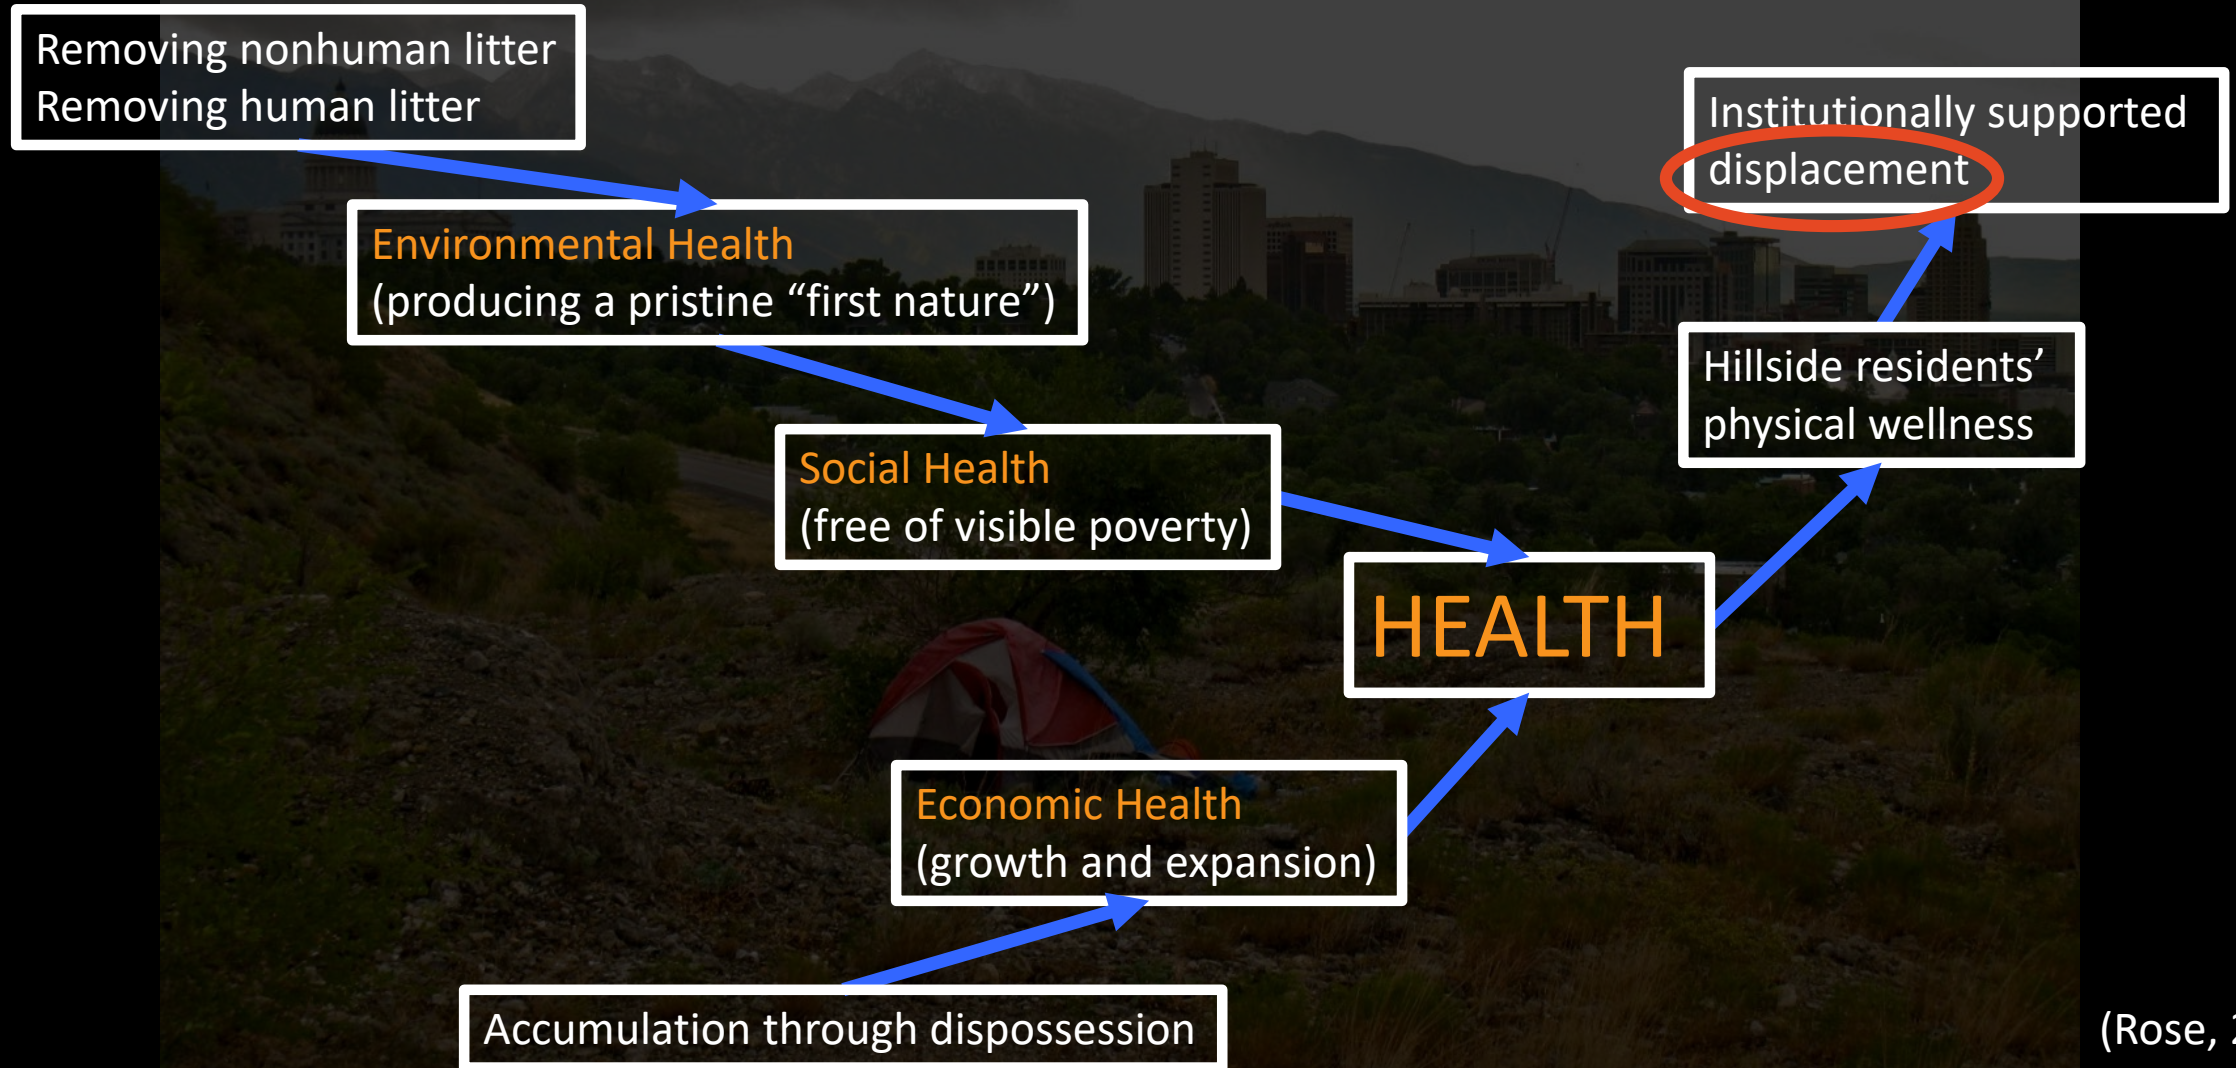 Removing nonhuman litter
Removing human litter
Institutionally supported
displacement
Environmental Health
(producing a pristine “first nature”)
Hillside residents’
physical wellness
Social Health
(free of visible poverty)
HEALTH
Economic Health
(growth and expansion)
Accumulation through dispossession
(Rose,